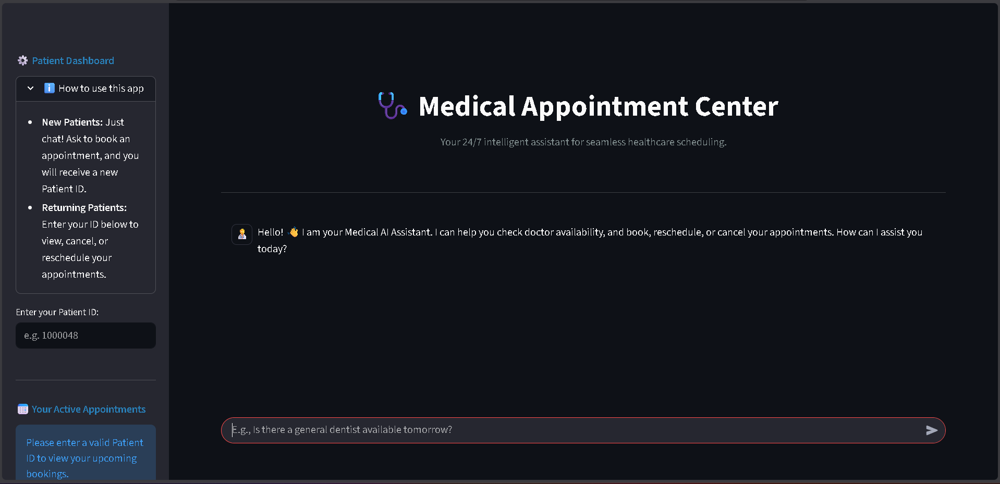 Patient Dashboard
How to use this app
New Patients: Just
chat! Ask to book an
appointment, and you
will receive a new
Patient ID.
Returning Patients:
Enter your ID below to
view, cancel, or
reschedule your
appointments.
Enter your Patient ID:
e.g. 1000048
Your Active Appointments
Please enter a valid Patient
ID to view your upcoming
bookings.
Medical Appointment Center
Your 24/7 intelligent assistant for seamless healthcare scheduling.
Hello! 👋 I am your Medical AI Assistant. I can help you check doctor availability, and book, reschedule, or cancel your appointments. How can I assist you
today?
E.g., Is there a general dentist available tomorrow?